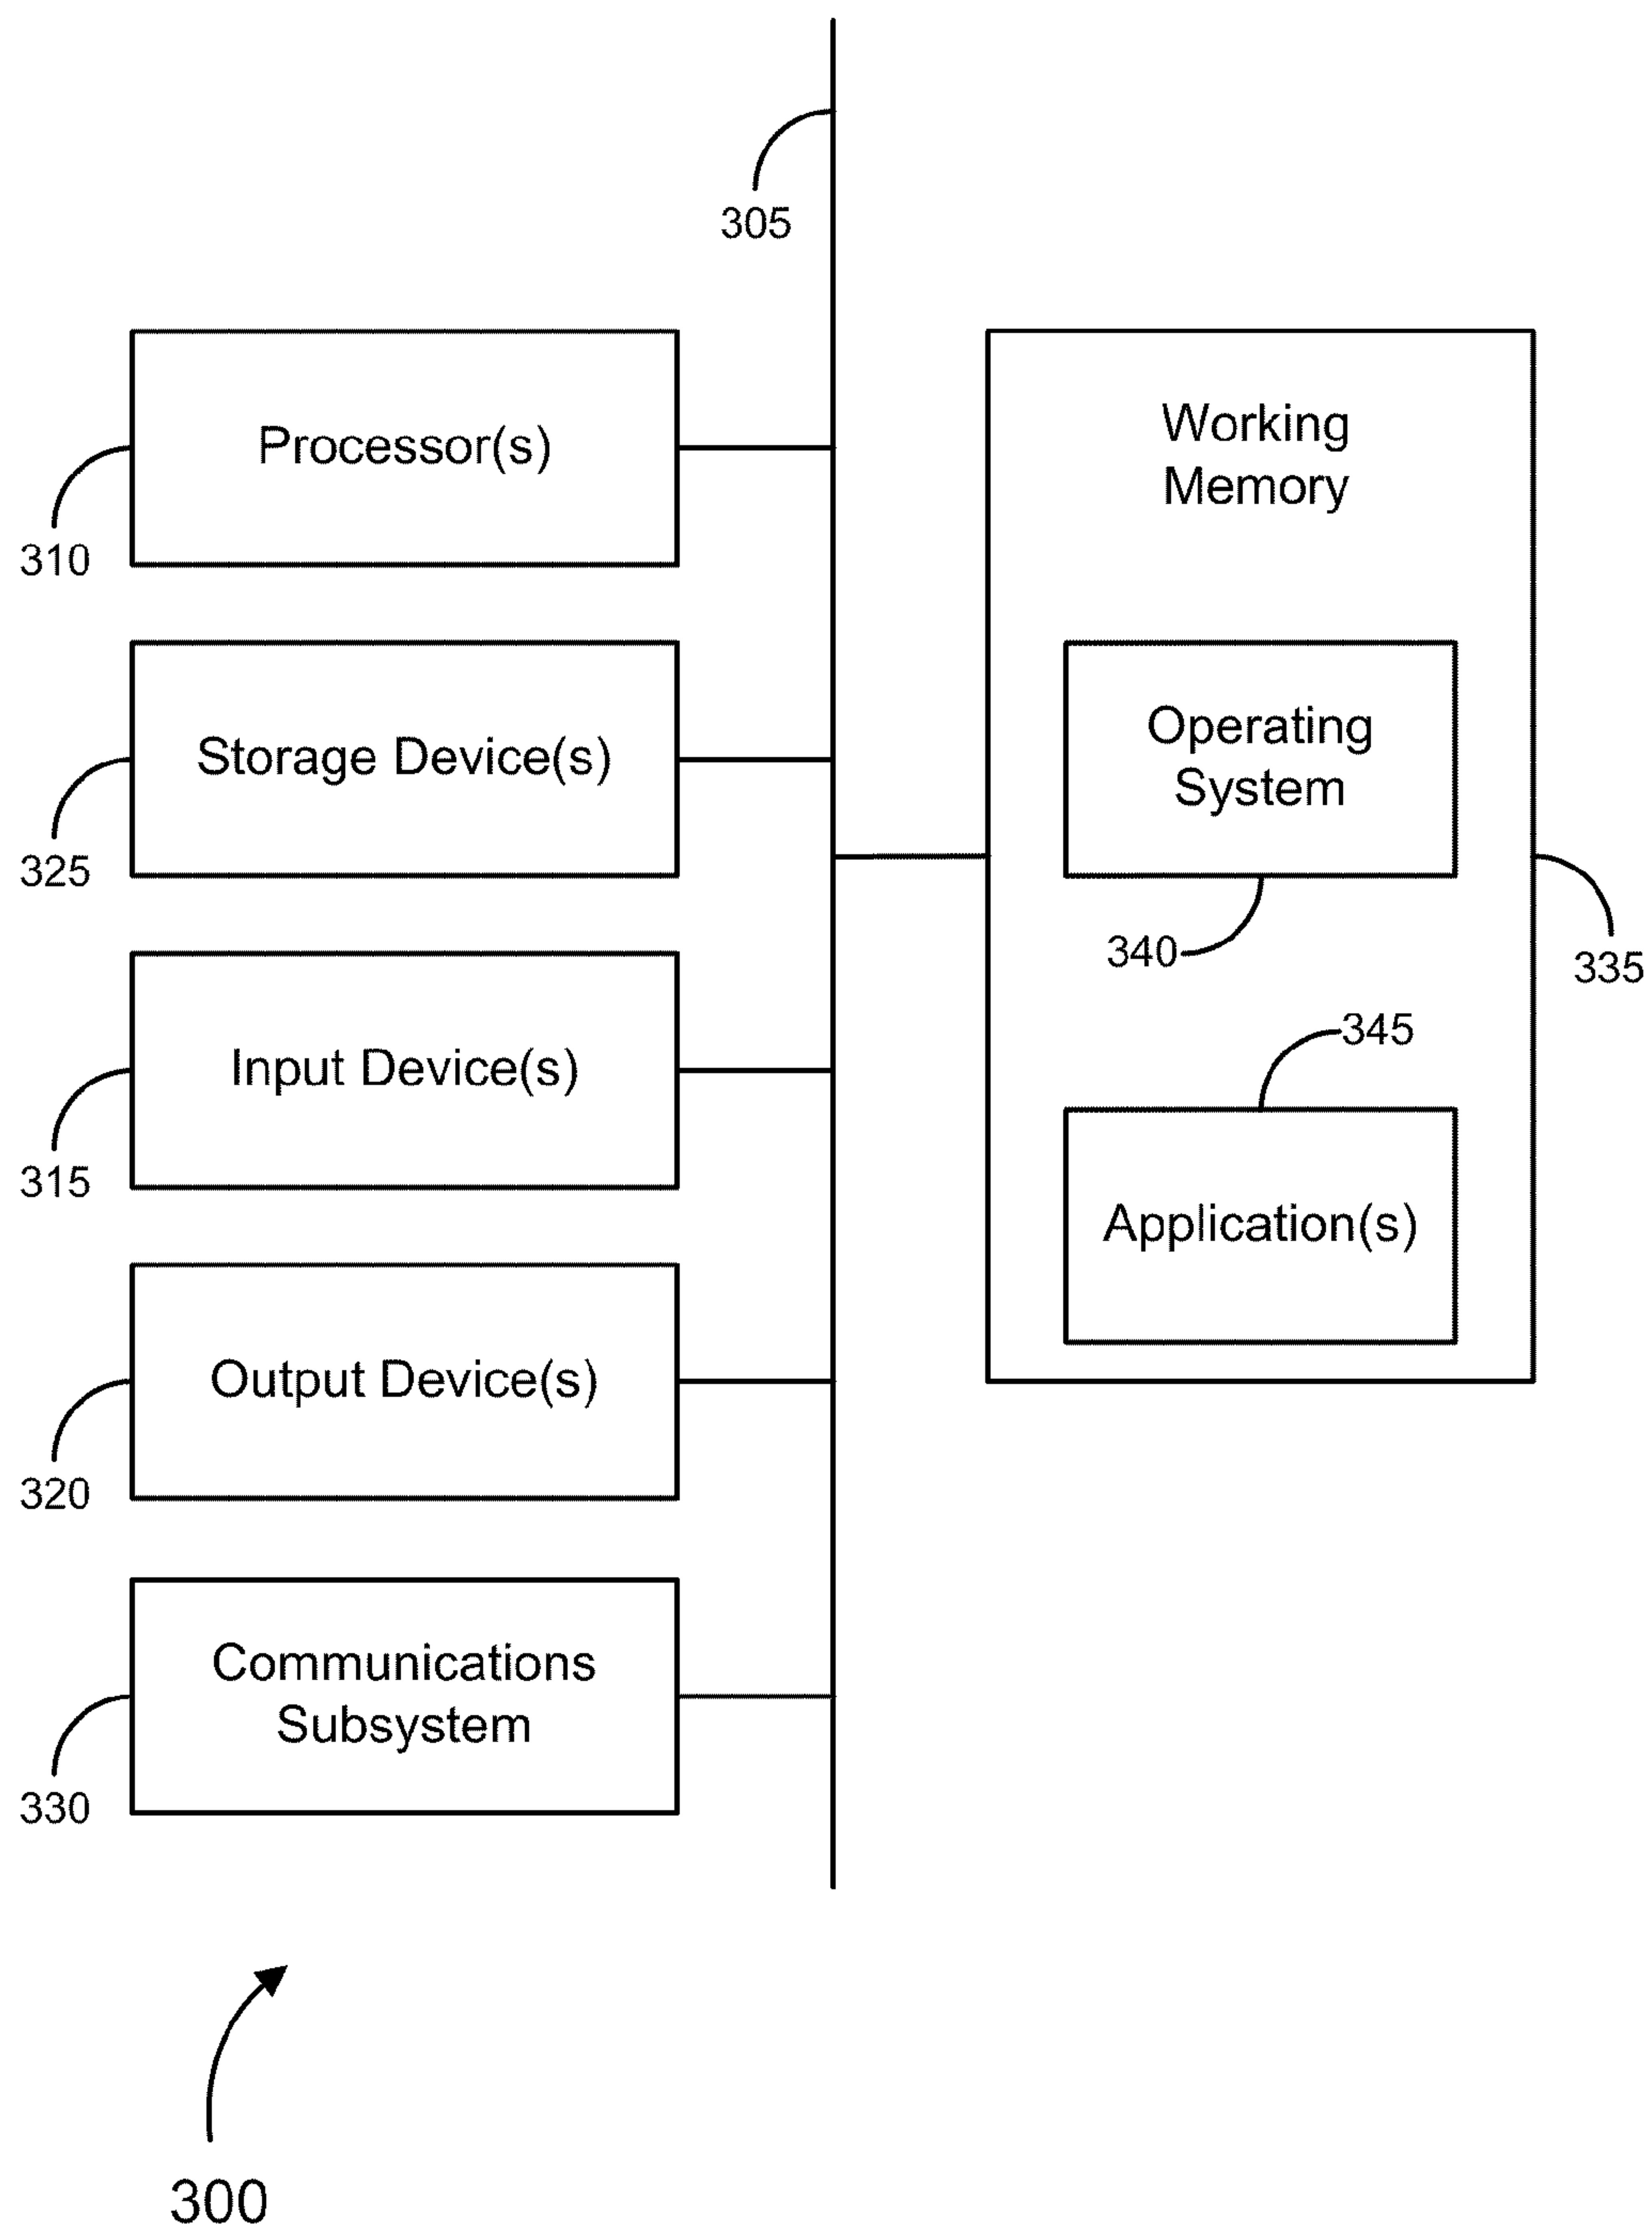 305
Processor(s)
310
Working
Memory
Storage Device(s)
325
Operating
System
340
335
Input Device(s)
315
345
Application(s)
Output Device(s)
320
Communications
Subsystem
330
300